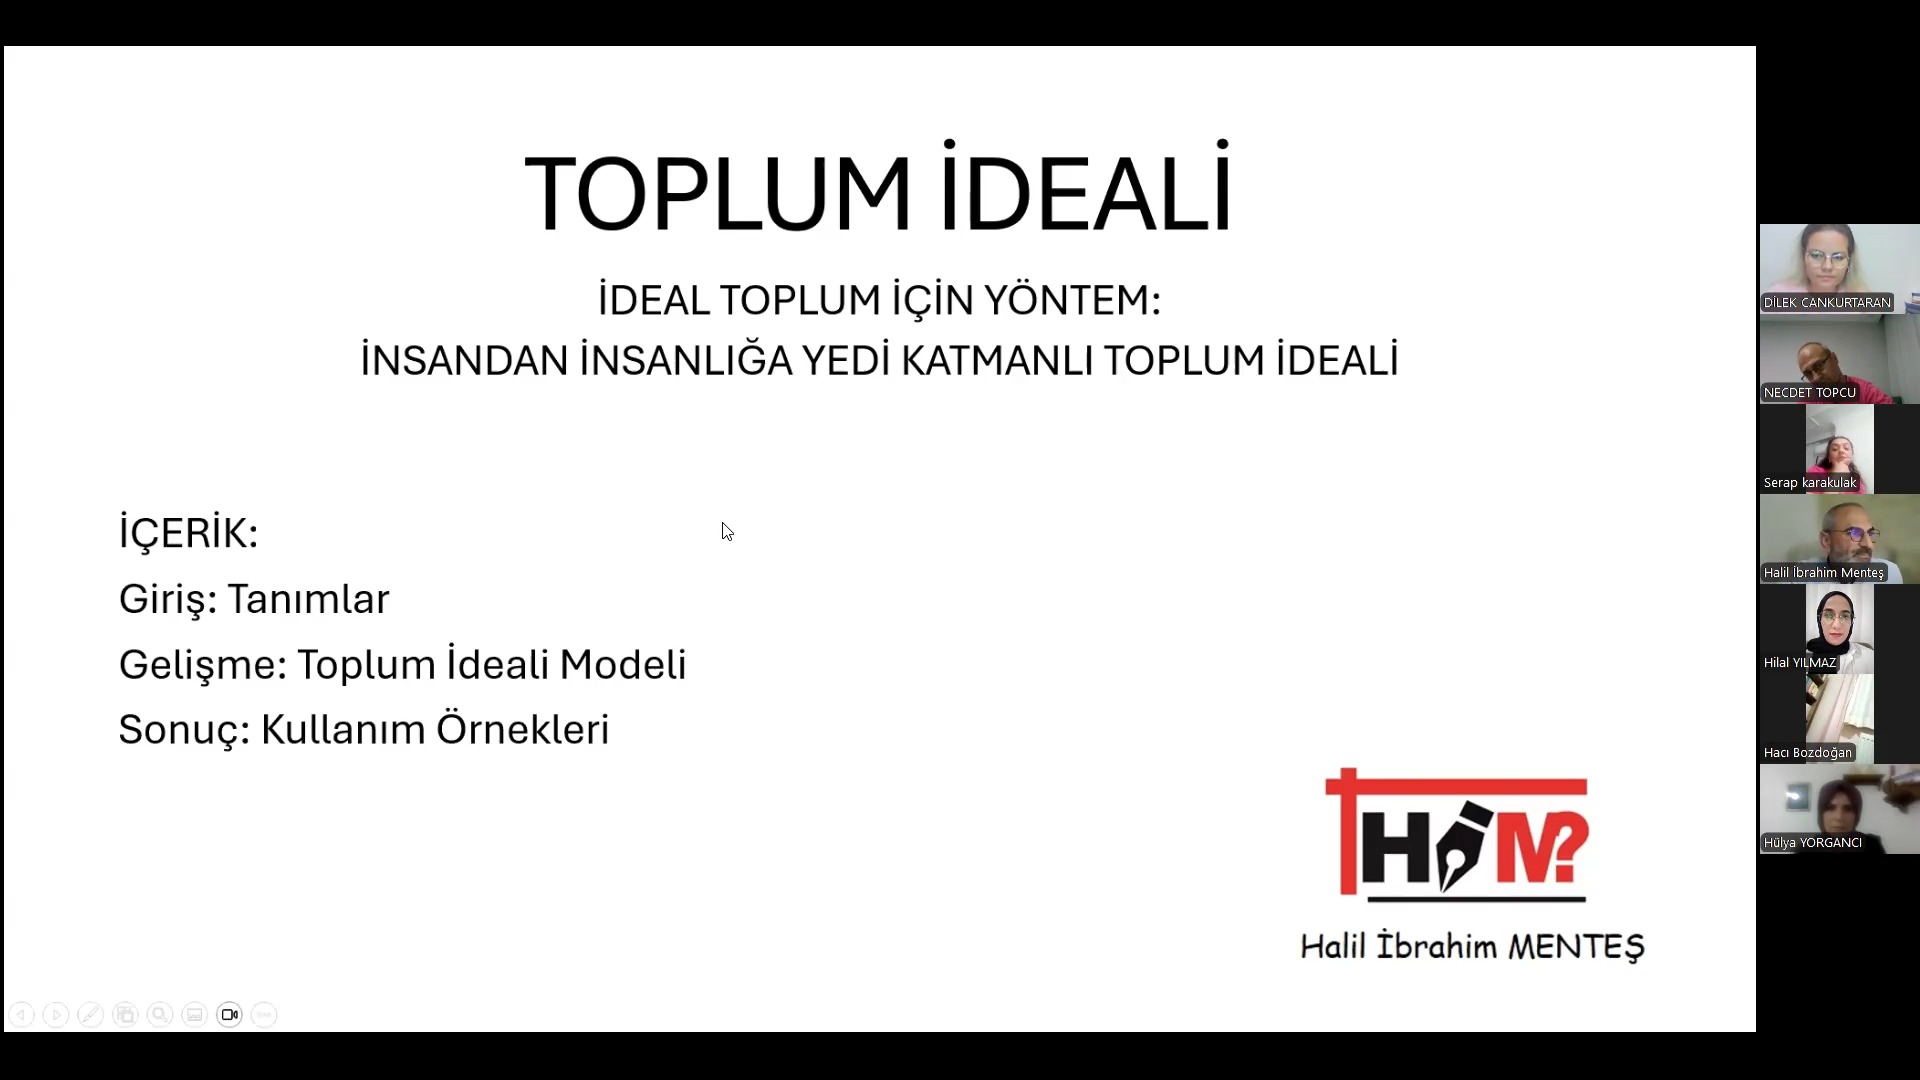 TOPLUM İDEALİ
İDEAL TOPLUM İÇİN YÖNTEM:
İNSANDAN İNSANLIĞA YEDİ KATMANLI TOPLUM İDEALİ
İÇERİK:
Giriş: Tanımlar
Gelişme: Toplum İdeali Modeli
Sonuç: Kullanım Örnekleri
HİM?
Halil İbrahim MENTEŞ
DİLEK CANKURTARAN
NECDET TOPCU
Serap karakulak
Halil İbrahim Menteş
Hilal YILMAZ
Hacı Bozdoğan
Hülya YORGANCI